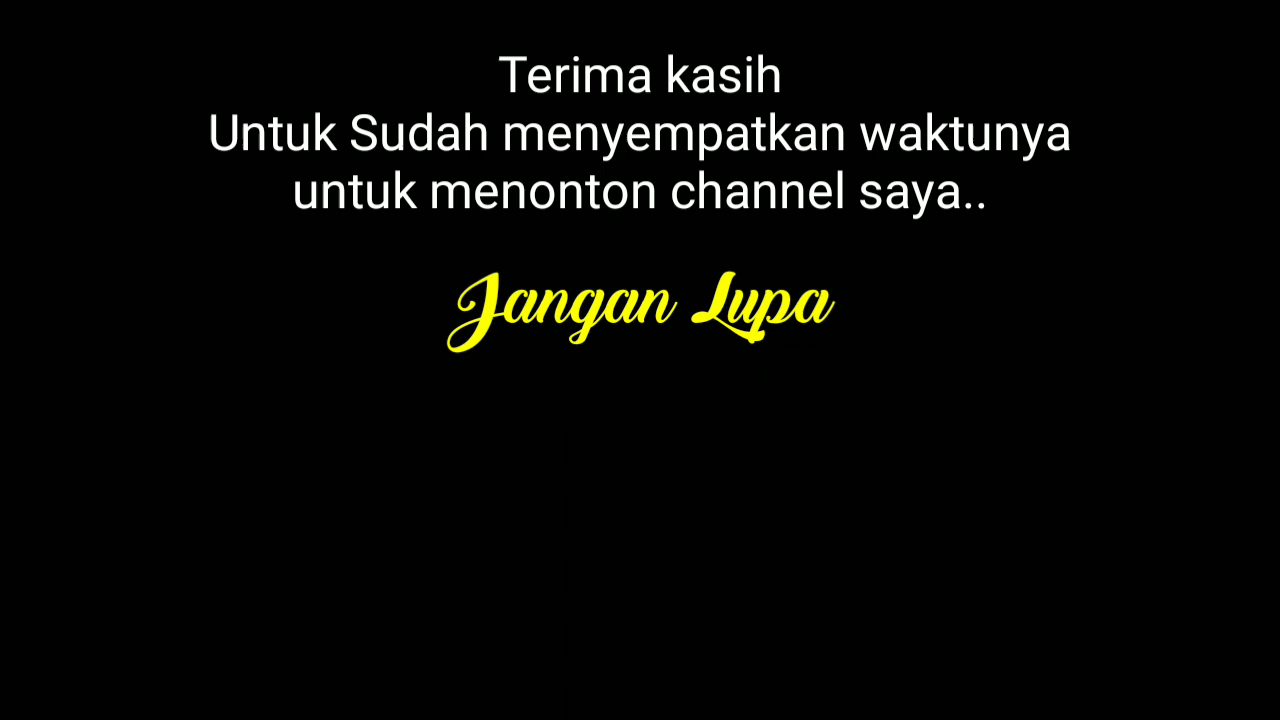 Terima kasih
Untuk Sudah menyempatkan waktunya
untuk menonton channel saya..
Jangan Lupa